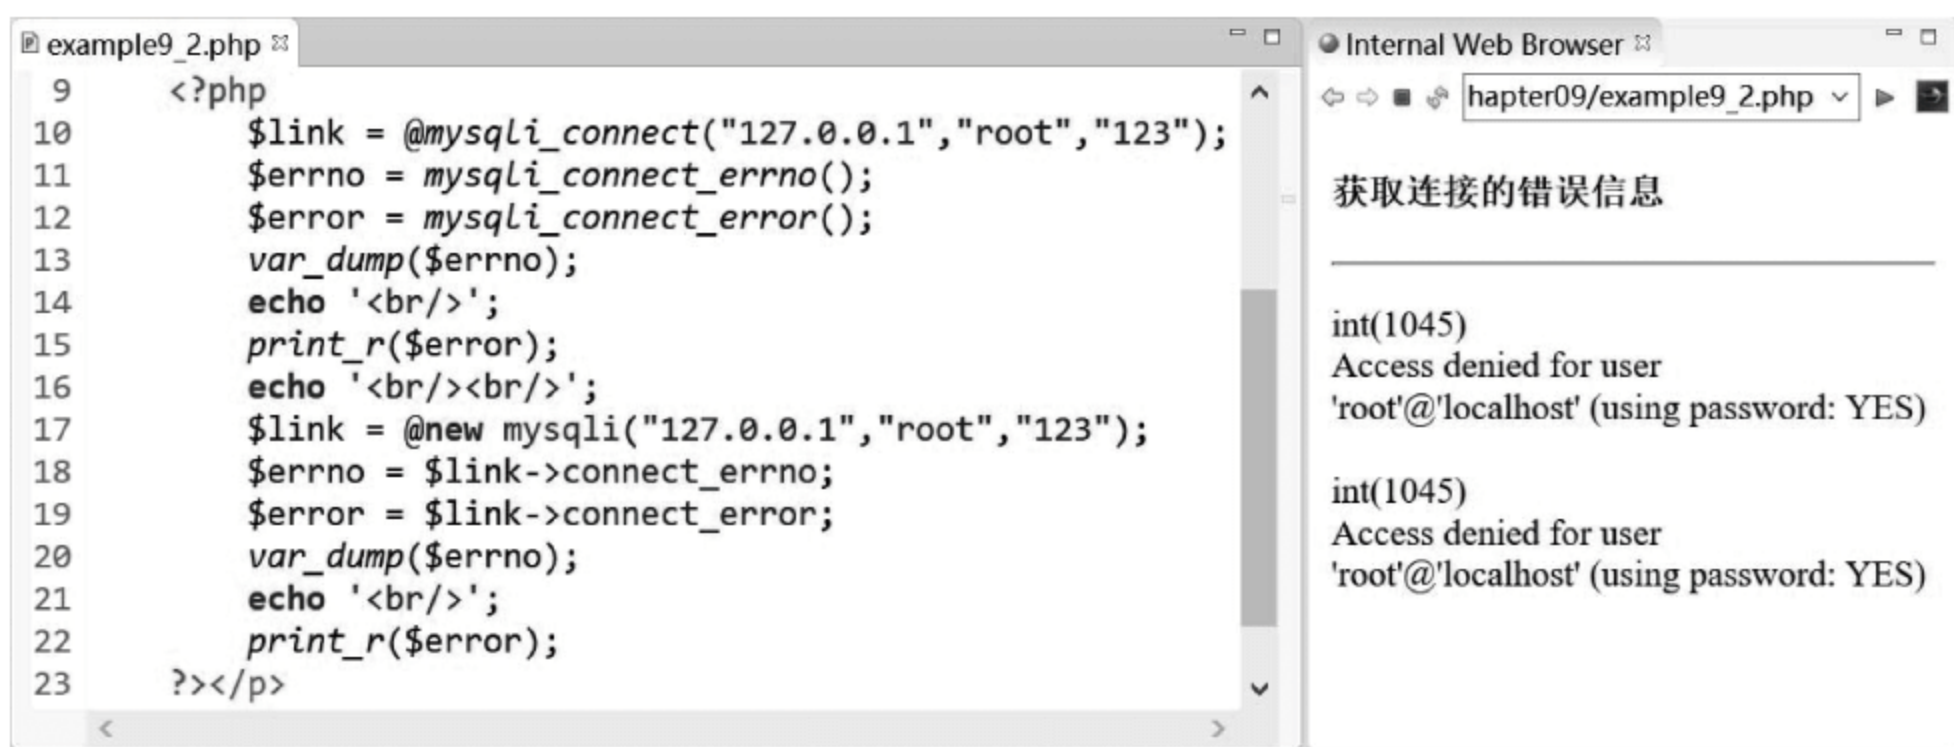 example9_2.php
9 <?php
10 $link = @mysqli_connect("127.0.0.1","root","123");
11 $errno = mysqli_connect_errno();
12 $error = mysqli_connect_error();
13 var_dump($errno);
14 echo '<br/>';
15 print_r($error);
16 echo '<br/><br/>';
17 $link = @new mysqli("127.0.0.1","root","123");
18 $errno = $link->connect_errno;
19 $error = $link->connect_error;
20 var_dump($errno);
21 echo '<br/>';
22 print_r($error);
23 ?></p>
Internal Web Browser
hapter09/example9_2.php
获取连接的错误信息
int(1045)
Access denied for user
'root'@'localhost' (using password: YES)
int(1045)
Access denied for user
'root'@'localhost' (using password: YES)